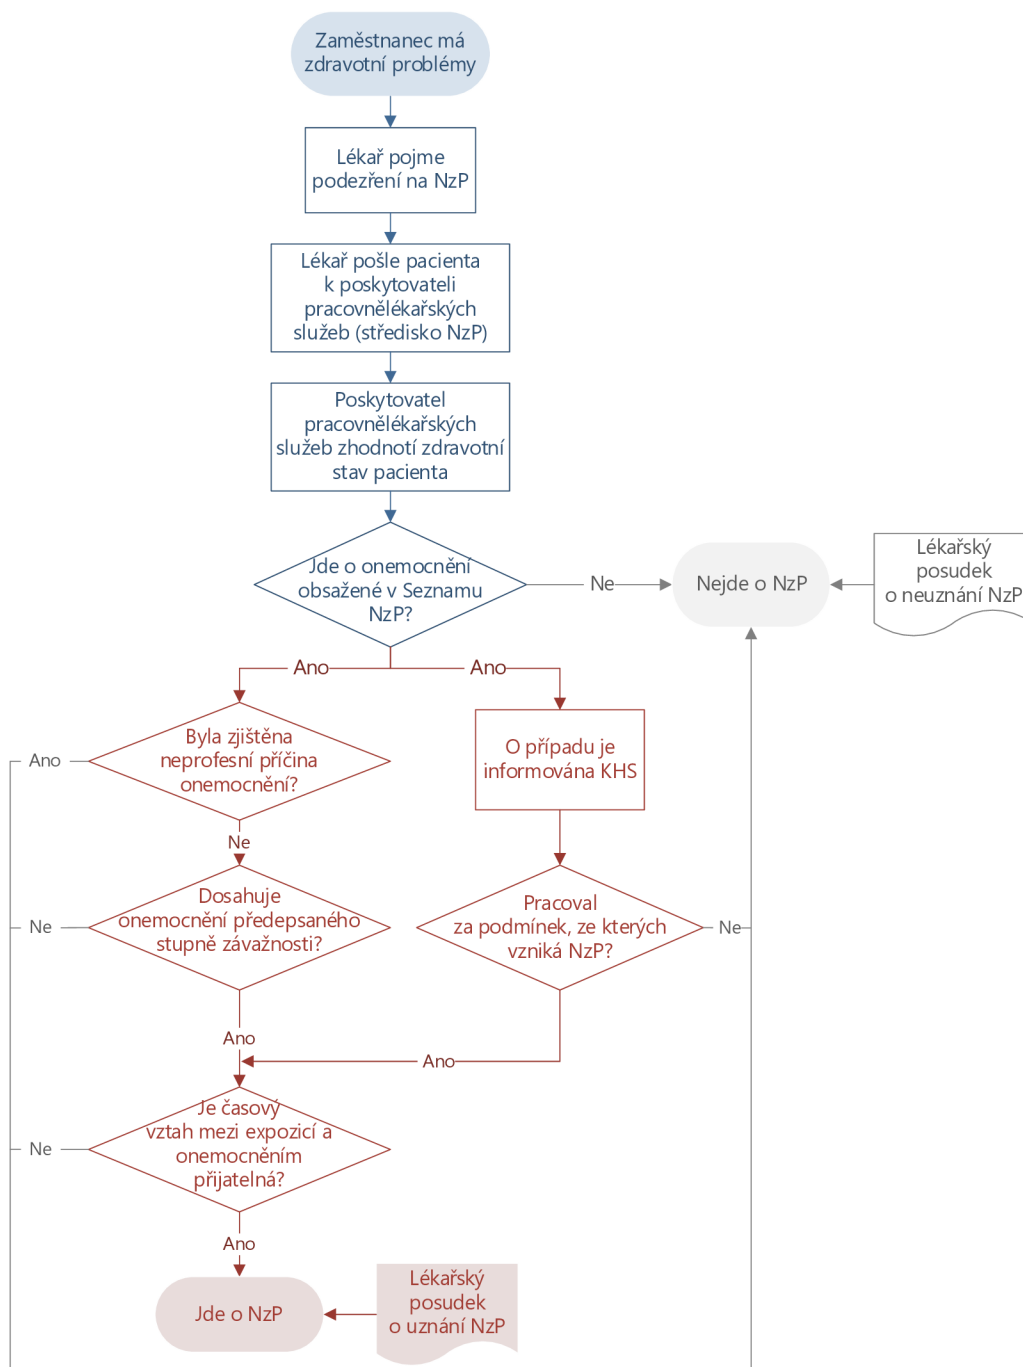 Zaměstnanec má
zdravotní problémy
Lékař pojme
podezření na NzP
Lékař pošle pacienta
k poskytovateli
pracovnělékařských
služeb (středisko NzP)
Poskytovatel
pracovnělékařských
služeb zhodnotí zdravotní
stav pacienta
Jde o onemocnění
obsažené v Seznamu
NzP?
Ne
Nejde o NzP
Lékařský
posudek
o neuznání NzP
Ano
Ano
Byla zjištěna
neprofesní příčina
onemocnění?
Ano
O případu je
informována KHS
Ne
Dosahuje
onemocnění předepsaného
stupně závažnosti?
Ne
Pracoval
za podmínek, ze kterých
vzniká NzP?
Ne
Ano
Ano
Je časový
vztah mezi expozicí a
onemocněním
přijatelná?
Ne
Ano
Jde o NzP
Lékařský
posudek
o uznání NzP